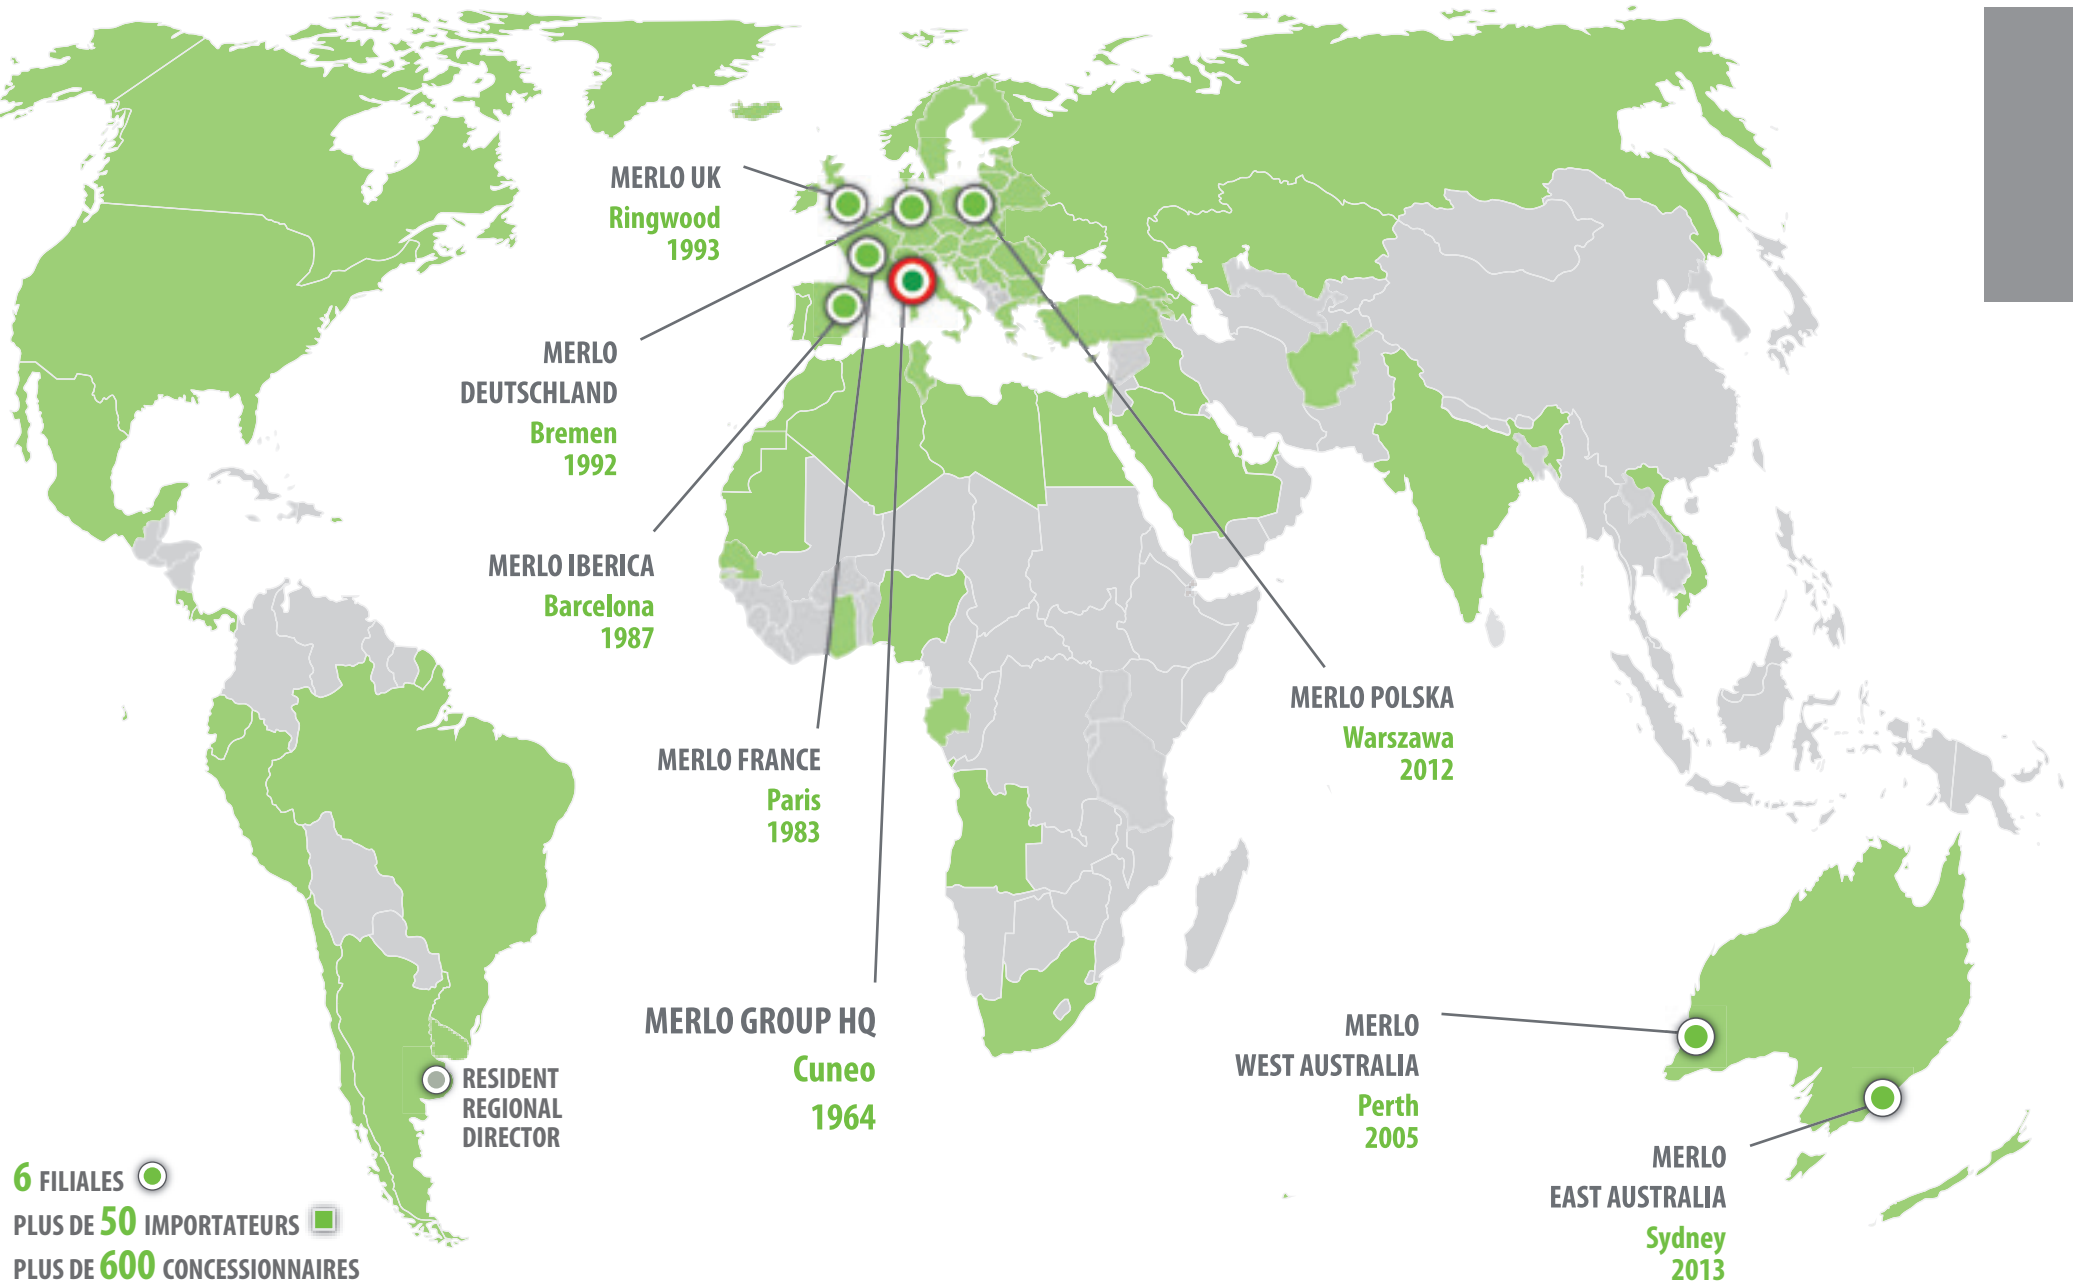 MERLO UK
Ringwood
1993
MERLO
DEUTSCHLAND
Bremen
1992
MERLO IBERICA
Barcelona
1987
MERLO FRANCE
Paris
1983
MERLO GROUP HQ
Cuneo
1964
MERLO POLSKA
Warszawa
2012
MERLO
WEST AUSTRALIA
Perth
2005
MERLO
EAST AUSTRALIA
Sydney
2013
RESIDENT
REGIONAL
DIRECTOR
6 FILIALES
PLUS DE 50 IMPORTATEURS
PLUS DE 600 CONCESSIONNAIRES